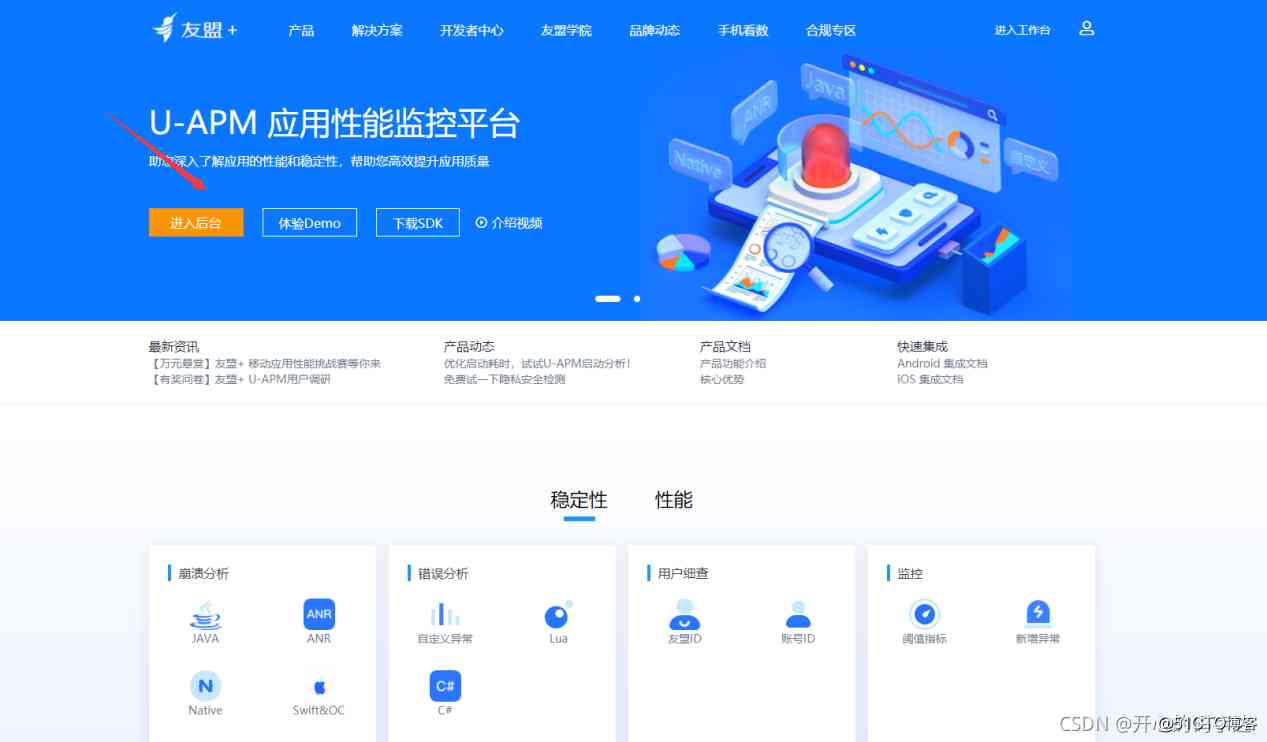 友盟+ 产品 解决方案 开发者中心 友盟学院 品牌动态 手机看数 合规专区 进入工作台
U-APM 应用性能监控平台
助您深入了解应用的性能和稳定性，帮助您高效提升应用质量
进入后台 体验Demo 下载SDK 介绍视频
Java
ANR
Native
自定义
最新资讯 产品动态 产品文档 快速集成
【万元悬赏】友盟+ 移动应用性能挑战赛等你来 优化启动耗时，试试U-APM启动分析！ 产品功能介绍 Android 集成文档
【有奖问卷】友盟+ U-APM用户调研 免费试一下隐私安全检测 核心优势 iOS 集成文档
稳定性 性能
崩溃分析 错误分析 用户细查 监控
ANR
JAVA ANR 自定义异常 Lua 友盟ID 账号ID 阈值指标 新增异常
N C#
Native Swift&OC C#
CSDN @开心 @51CTO博客